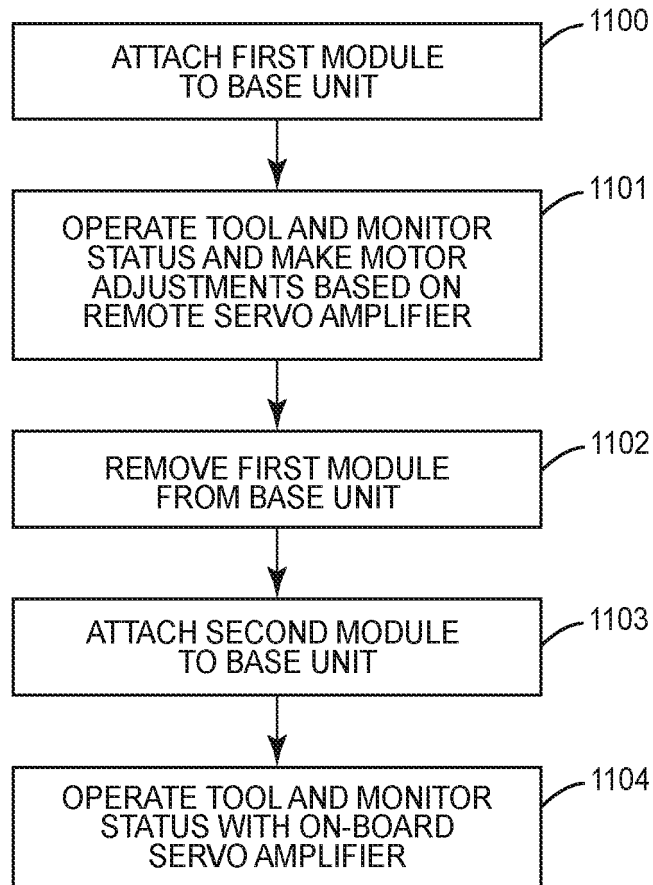 1100
ATTACH FIRST MODULE
TO BASE UNIT
1101
OPERATE TOOL AND MONITOR
STATUS AND MAKE MOTOR
ADJUSTMENTS BASED ON
REMOTE SERVO AMPLIFIER
1102
REMOVE FIRST MODULE
FROM BASE UNIT
1103
ATTACH SECOND MODULE
TO BASE UNIT
1104
OPERATE TOOL AND MONITOR
STATUS WITH ON-BOARD
SERVO AMPLIFIER